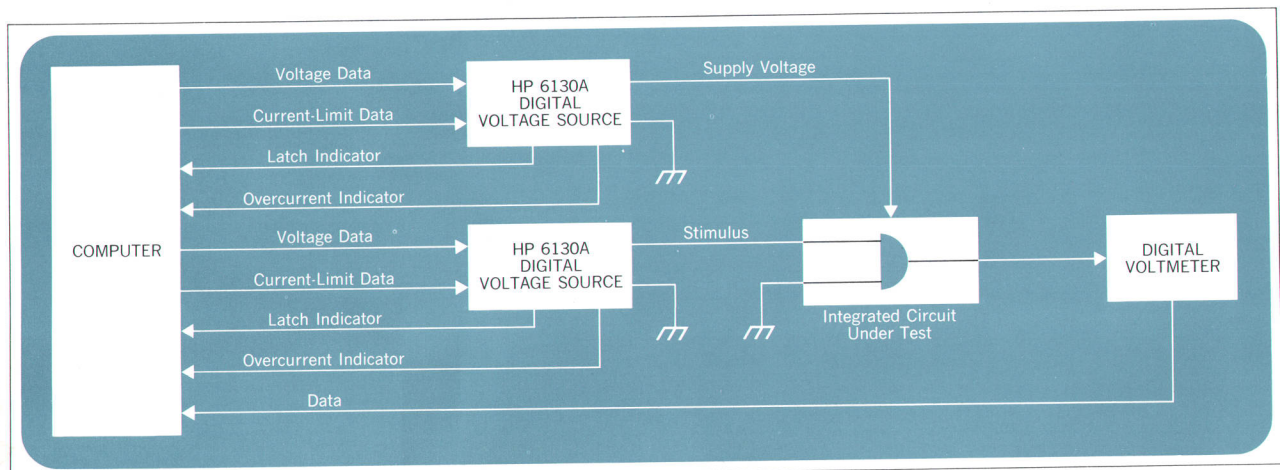 Voltage Data
Current-Limit Data
Latch Indicator
Overcurrent Indicator
COMPUTER
Voltage Data
Current-Limit Data
Latch Indicator
Overcurrent Indicator
Data
HP 6130A
DIGITAL
VOLTAGE SOURCE
HP 6130A
DIGITAL
VOLTAGE SOURCE
Supply Voltage
Stimulus
Integrated Circuit
Under Test
DIGITAL
VOLTMETER